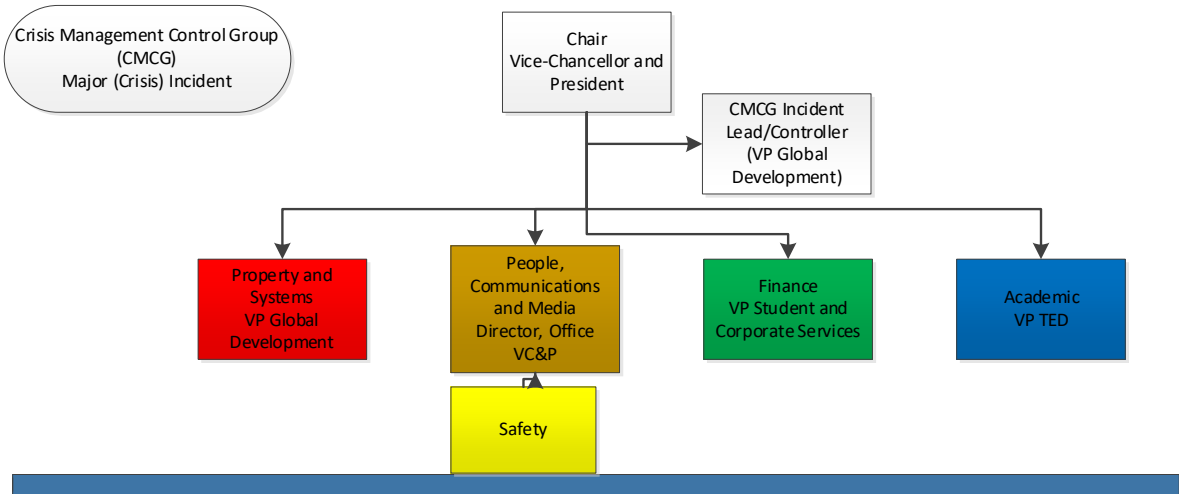 Crisis Management Control Group
(CMCG)
Major (Crisis) Incident
Chair
Vice-Chancellor and
President
CMCG Incident
Lead/Controller
(VP Global
Development)
Property and
Systems
VP Global
Development
People,
Communications
and Media
Director, Office
VC&P
Finance
VP Student and
Corporate Services
Academic
VP TED
Safety